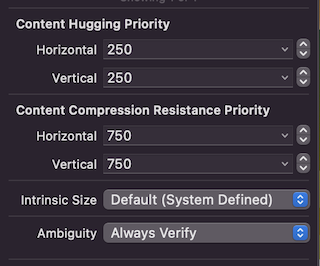 Content Hugging Priority
Horizontal 250
Vertical 250
Content Compression Resistance Priority
Horizontal 750
Vertical 750
Intrinsic Size Default (System Defined)
Ambiguity Always Verify